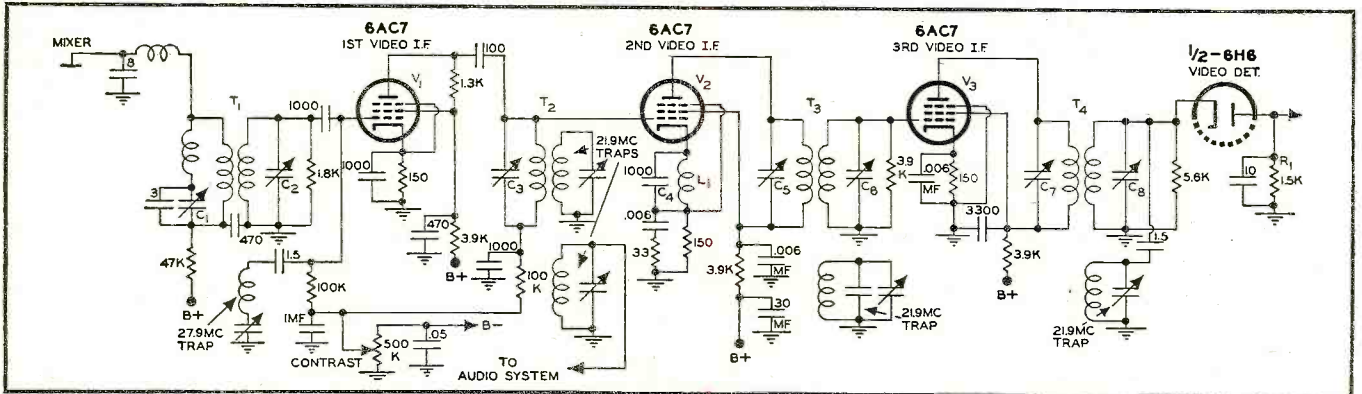 MIXER
8
T1
3
C1
470
47K
B+
27.9MC
TRAP
1.5
1000
C2
1.8K
100K
1MF
CONTRAST
500
K
.05
B-
6AC7
1ST VIDEO I.F.
V1
1000
150
100
1.3K
470
3.9K
B+
C3
T2
21.9MC
TRAPS
1000
100
K
TO
AUDIO SYSTEM
6AC7
2ND VIDEO I.F.
V2
1000
C4
L1
.006
33
150
3.9K
.006
MF
30
MF
B+
C5
T3
C6
3.9
K
21.9MC
TRAP
6AC7
3RD VIDEO I.F.
V3
.006
MF
150
3300
3.9K
B+
C7
T4
C8
1.5
21.9MC
TRAP
5.6K
1/2-6H6
VIDEO DET.
10
R1
1.5K